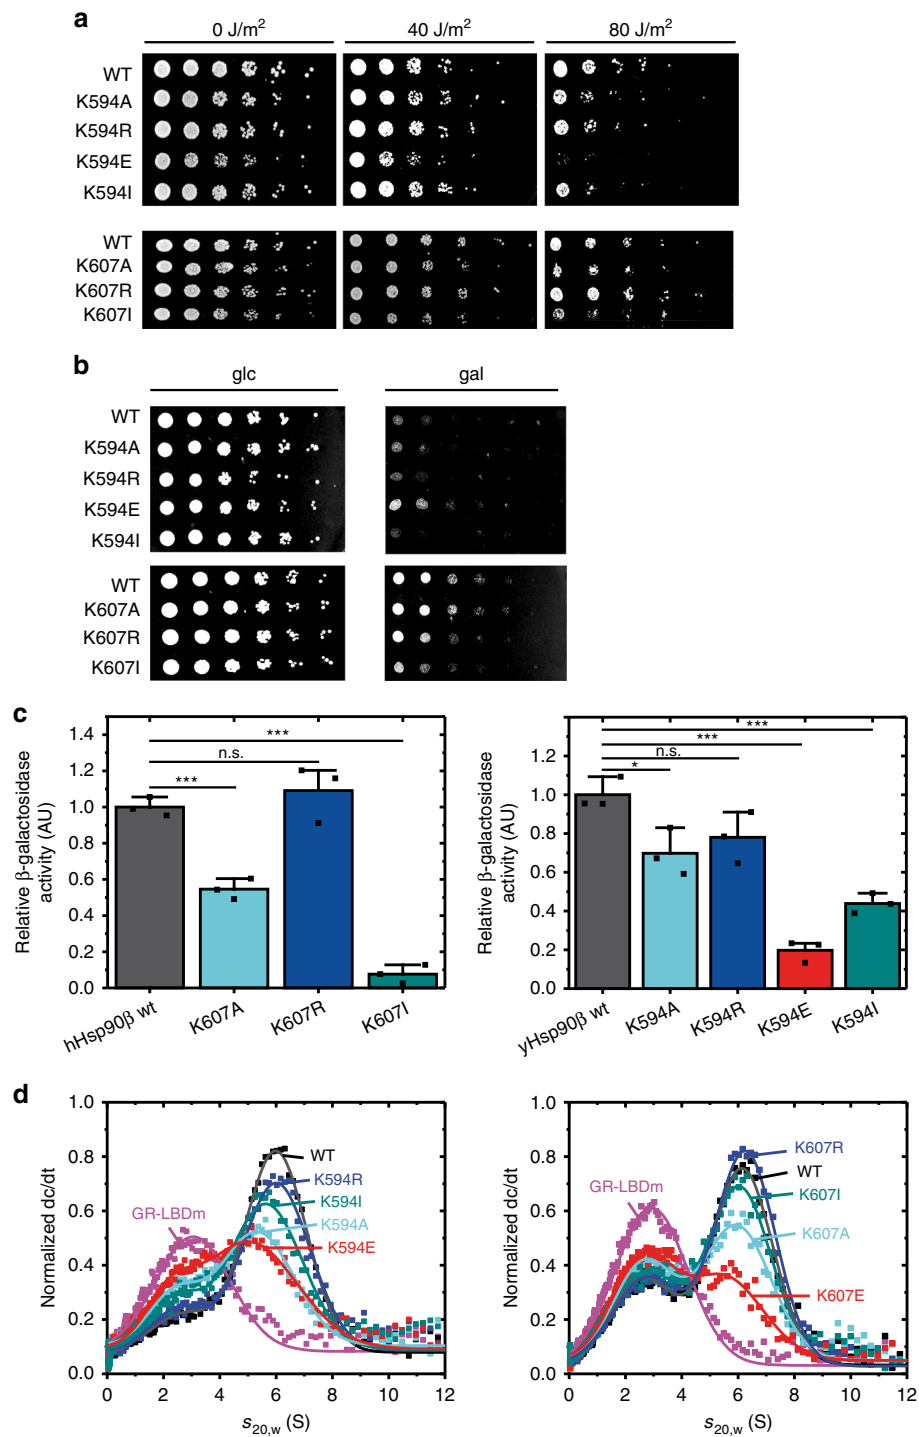 a
0 J/m²
40 J/m²
80 J/m²
WT
K594A
K594R
K594E
K594I
WT
K607A
K607R
K607I
b
glc
gal
WT
K594A
K594R
K594E
K594I
WT
K607A
K607R
K607I
c
Relative β-galactosidase
activity (AU)
1.4
1.2
1.0
0.8
0.6
0.4
0.2
0.0
***
n.s.
***
hHsp90β wt
K607A
K607R
K607I
Relative β-galactosidase
activity (AU)
1.2
1.0
0.8
0.6
0.4
0.2
0.0
***
***
n.s.
*
yHsp90β wt
K594A
K594R
K594E
K594I
d
Normalized dc/dt
1.0
0.8
0.6
0.4
0.2
0.0
WT
K594R
K594I
K594A
K594E
GR-LBDm
0 2 4 6 8 10 12
s20,w (S)
Normalized dc/dt
1.0
0.8
0.6
0.4
0.2
0.0
K607R
WT
K607I
K607A
K607E
GR-LBDm
0 2 4 6 8 10 12
s20,w (S)